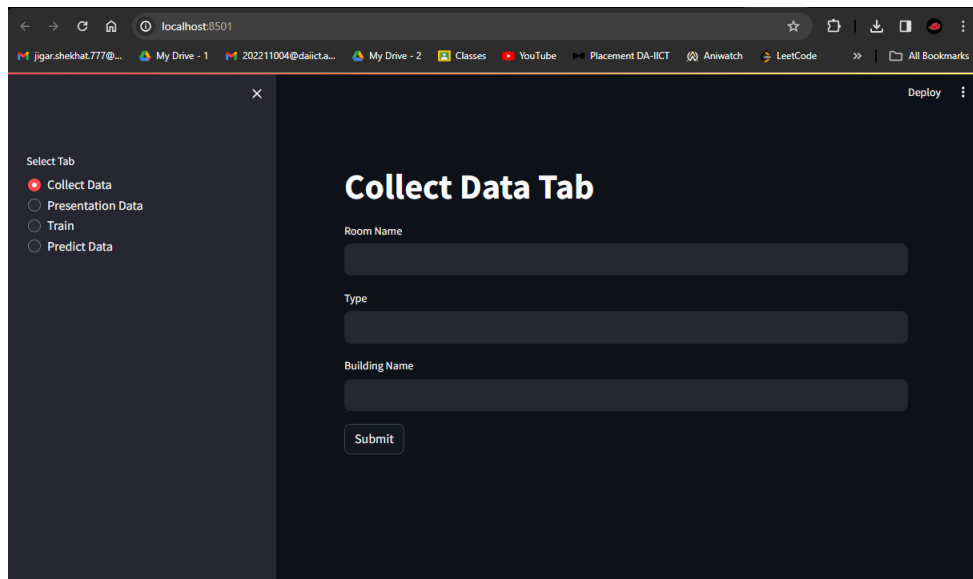 localhost:8501
jigar.shekhat.777@... My Drive - 1 202211004@daiict.a... My Drive - 2 Classes YouTube Placement DA-IICT Aniwatch LeetCode » All Bookmarks
× Deploy
Select Tab
Collect Data
Presentation Data
Train
Predict Data
Collect Data Tab
Room Name
Type
Building Name
Submit